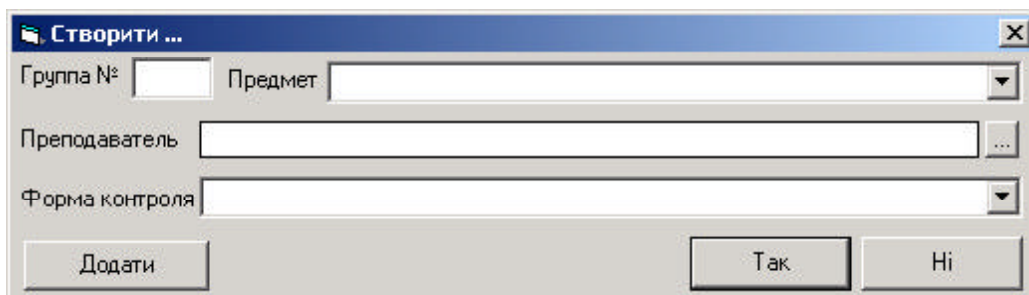 Створити ...
Группа № Предмет
Преподаватель ...
Форма контроля
Додати Так Ні